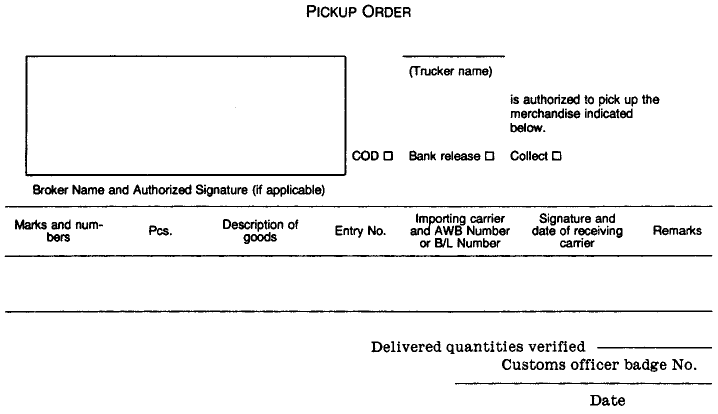 PICKUP ORDER
(Trucker name)
is authorized to pick up the
merchandise indicated
below.
COD ☐ Bank release ☐ Collect ☐
Broker Name and Authorized Signature (if applicable)
Marks and num-
bers
Pcs.
Description of
goods
Entry No.
Importing carrier
and AWB Number
or B/L Number
Signature and
date of receiving
carrier
Remarks
Delivered quantities verified
Customs officer badge No.
Date